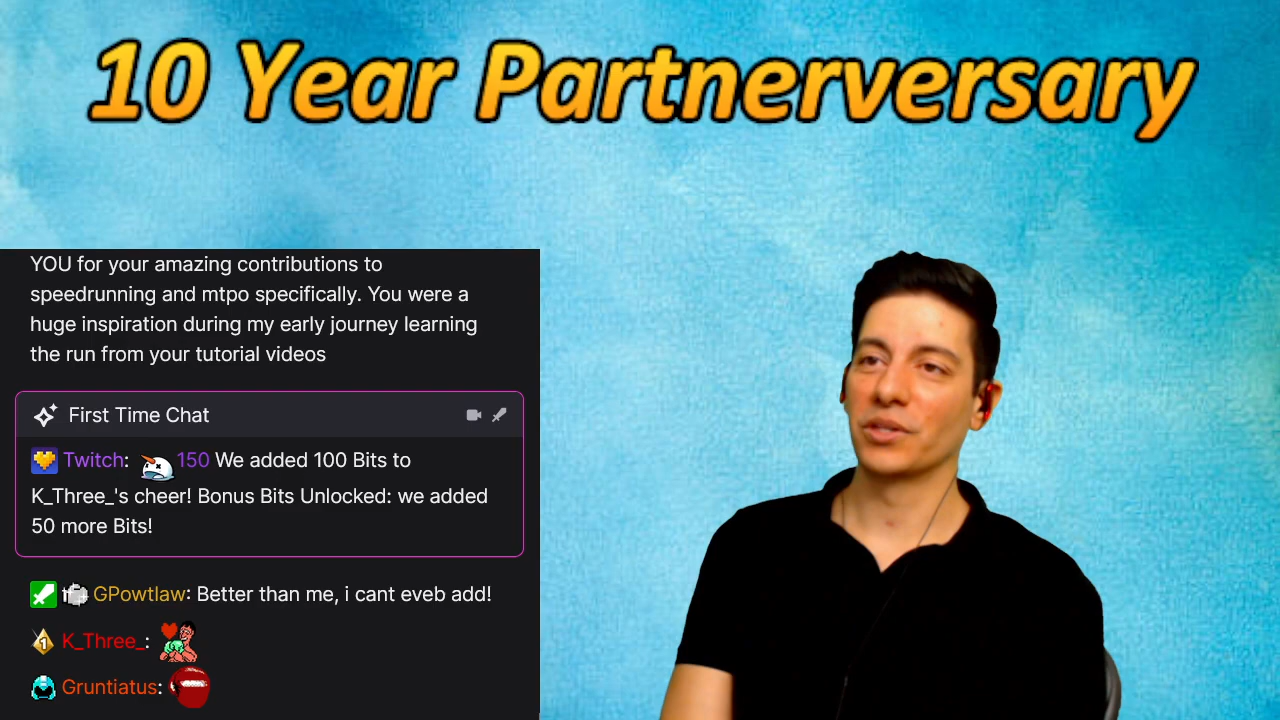 10 Year Partnerversary
YOU for your amazing contributions to
speedrunning and mtpo specifically. You were a
huge inspiration during my early journey learning
the run from your tutorial videos
First Time Chat
Twitch: 150 We added 100 Bits to
K_Three_'s cheer! Bonus Bits Unlocked: we added
50 more Bits!
GPowtlaw: Better than me, i cant eveb add!
1 K_Three_:
Gruntiatus: